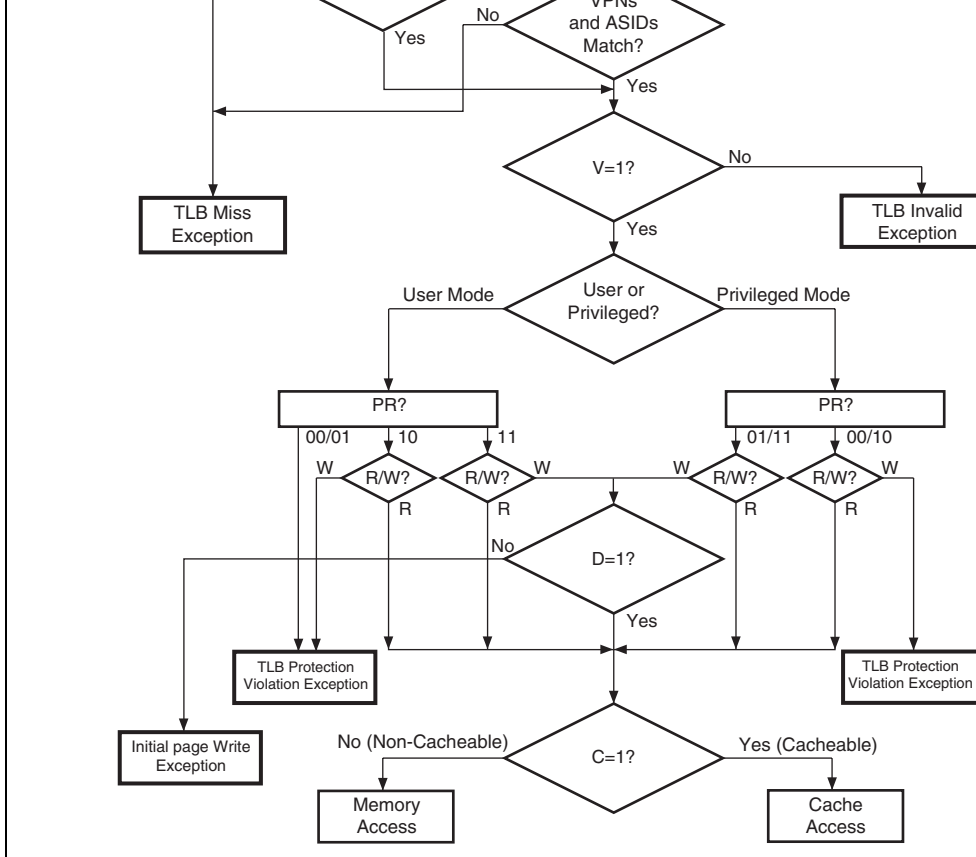 VPNs
and ASIDs
Match?
No
Yes
Yes
V=1?
No
TLB Miss
Exception
TLB Invalid
Exception
Yes
User or
Privileged?
User Mode
Privileged Mode
PR?
PR?
00/01
10
11
01/11
00/10
W
R/W?
R/W?
W
W
R/W?
R/W?
W
R
R
R
R
No
D=1?
Yes
TLB Protection
Violation Exception
TLB Protection
Violation Exception
Initial page Write
Exception
No (Non-Cacheable)
C=1?
Yes (Cacheable)
Memory
Access
Cache
Access